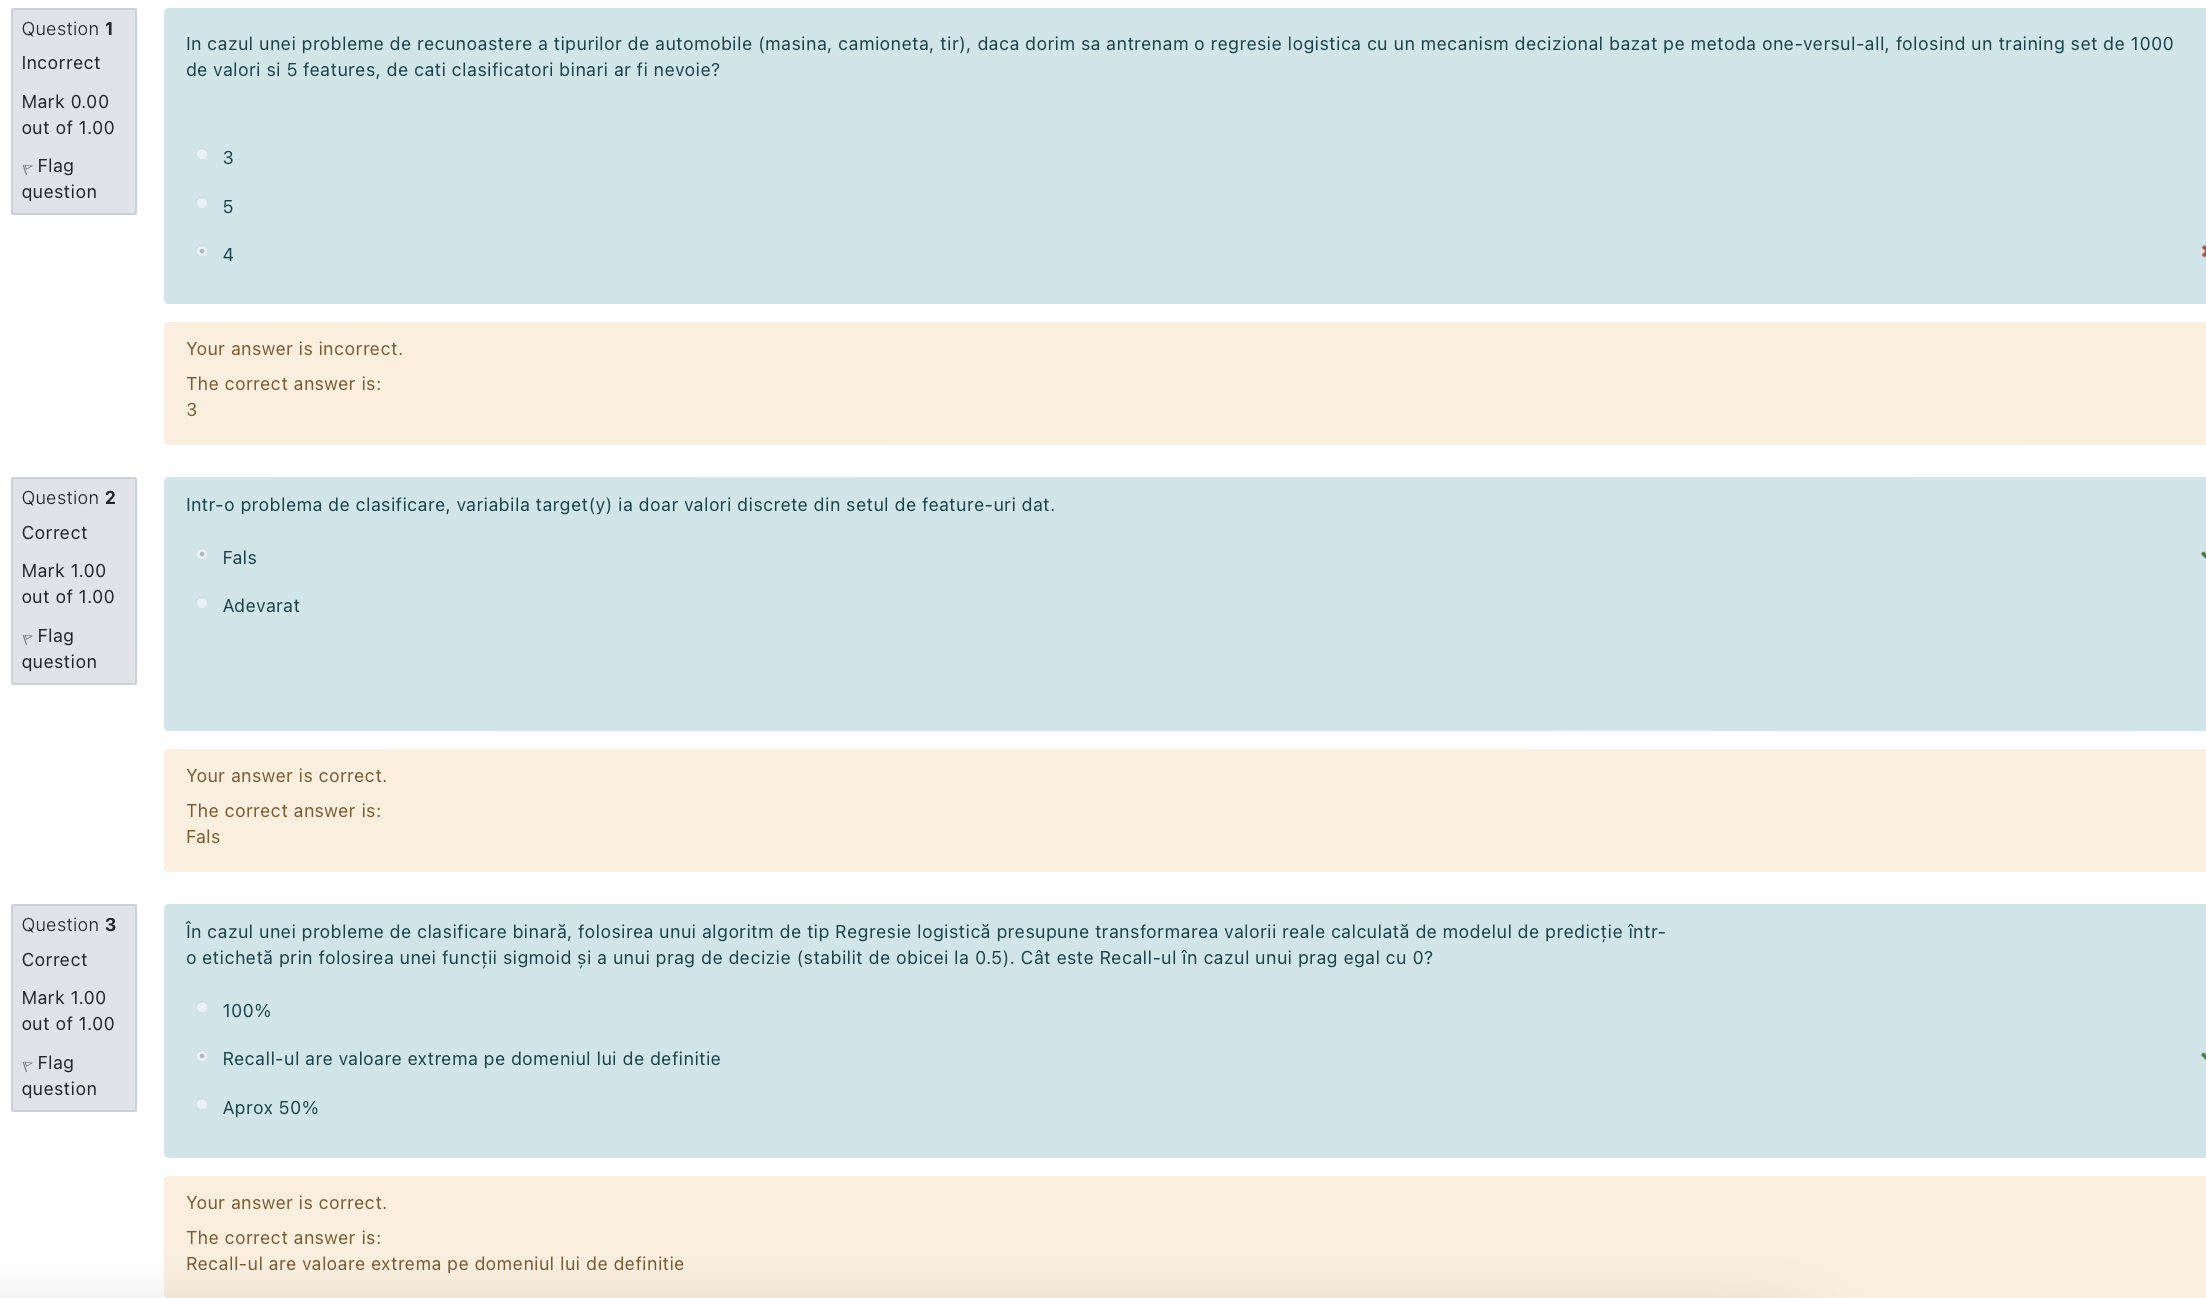 Question 1
Incorrect
Mark 0.00
out of 1.00
Flag
question
In cazul unei probleme de recunoastere a tipurilor de automobile (masina, camioneta, tir), daca dorim sa antrenam o regresie logistica cu un mecanism decizional bazat pe metoda one-versul-all, folosind un training set de 1000
de valori si 5 features, de cati clasificatori binari ar fi nevoie?
3
5
4
Your answer is incorrect.
The correct answer is:
3
Question 2
Correct
Mark 1.00
out of 1.00
Flag
question
Intr-o problema de clasificare, variabila target(y) ia doar valori discrete din setul de feature-uri dat.
Fals
Adevarat
Your answer is correct.
The correct answer is:
Fals
Question 3
Correct
Mark 1.00
out of 1.00
Flag
question
În cazul unei probleme de clasificare binară, folosirea unui algoritm de tip Regresie logistică presupune transformarea valorii reale calculată de modelul de predicție într-
o etichetă prin folosirea unei funcții sigmoid și a unui prag de decizie (stabilit de obicei la 0.5). Cât este Recall-ul în cazul unui prag egal cu 0?
100%
Recall-ul are valoare extrema pe domeniul lui de definitie
Aprox 50%
Your answer is correct.
The correct answer is:
Recall-ul are valoare extrema pe domeniul lui de definitie